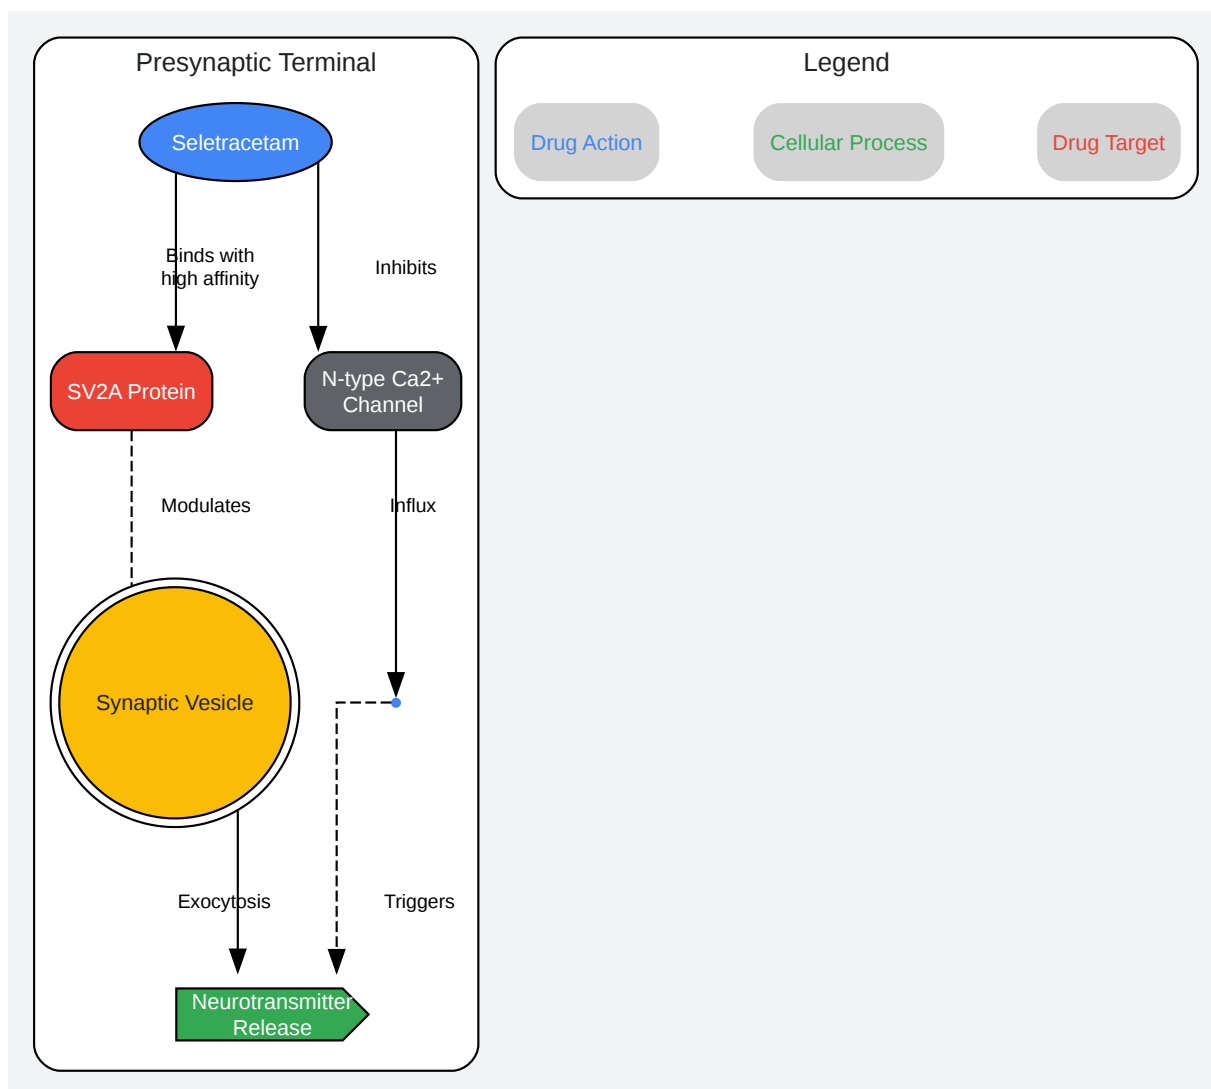 Presynaptic Terminal
Seletracetam
Binds with
high affinity
Inhibits
SV2A Protein
N-type Ca2+
Channel
Modulates
Influx
Synaptic Vesicle
Exocytosis
Triggers
Neurotransmitter
Release
Legend
Drug Action
Cellular Process
Drug Target